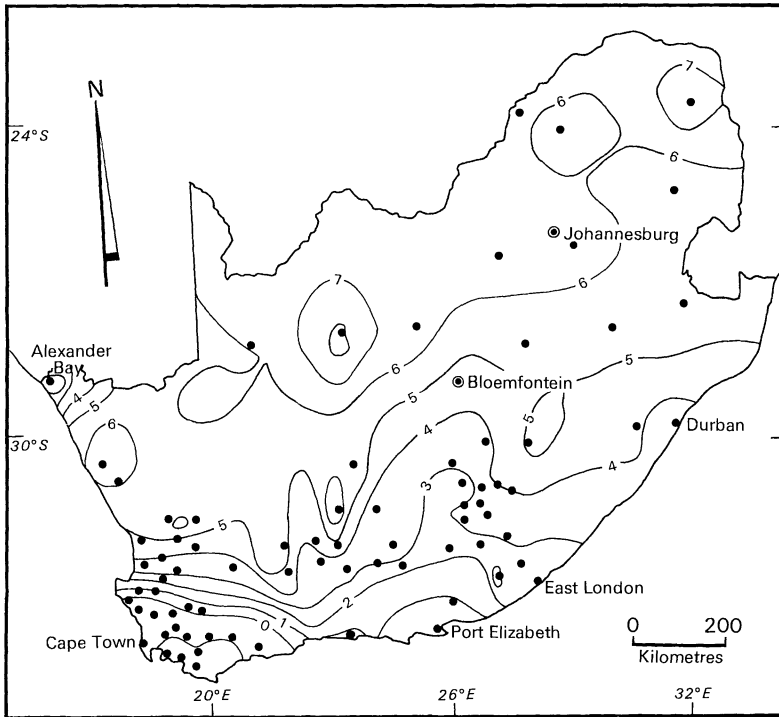 N
7
6
24°S
6
Johannesburg
7
6
Alexander
Bay
6
5
4
5
5
Bloemfontein
6
5
4
Durban
30°S
3
4
5
2
East London
1
0
Port Elizabeth
0 200
Kilometres
Cape Town
20°E 26°E 32°E